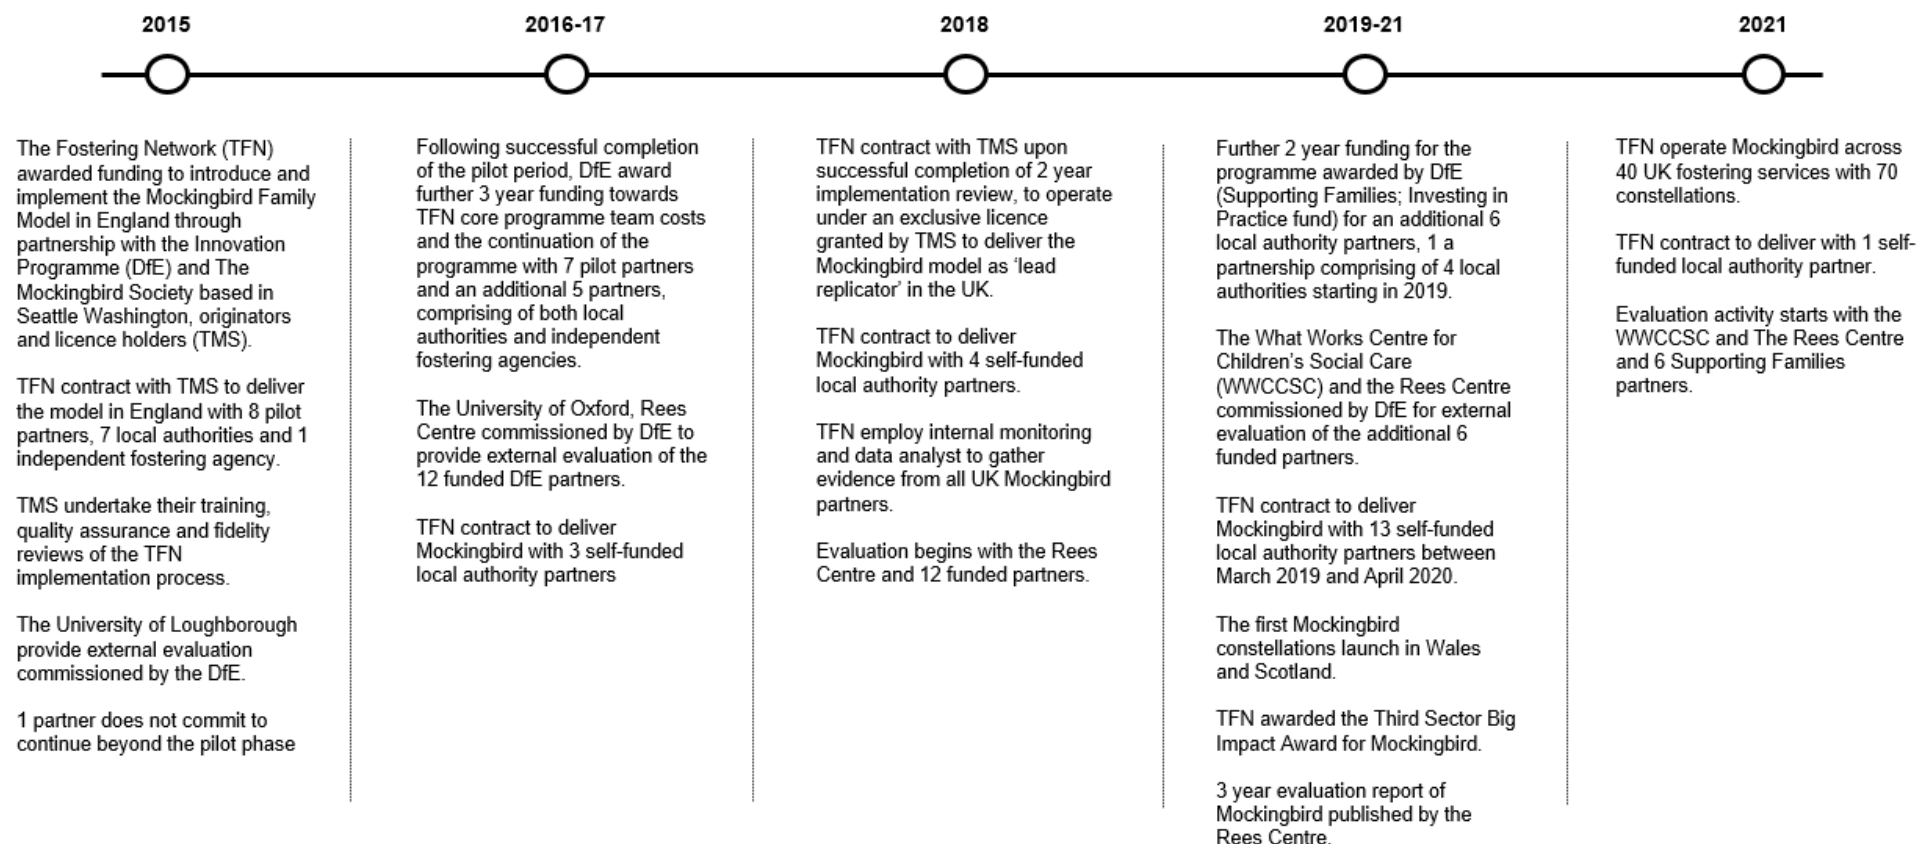 2015
2016-17
2018
2019-21
2021
The Fostering Network (TFN)
awarded funding to introduce and
implement the Mockingbird Family
Model in England through
partnership with the Innovation
Programme (DfE) and The
Mockingbird Society based in
Seattle Washington, originators
and licence holders (TMS).
TFN contract with TMS to deliver
the model in England with 8 pilot
partners, 7 local authorities and 1
independent fostering agency.
TMS undertake their training,
quality assurance and fidelity
reviews of the TFN
implementation process.
The University of Loughborough
provide external evaluation
commissioned by the DfE.
1 partner does not commit to
continue beyond the pilot phase
Following successful completion
of the pilot period, DfE award
further 3 year funding towards
TFN core programme team costs
and the continuation of the
programme with 7 pilot partners
and an additional 5 partners,
comprising of both local
authorities and independent
fostering agencies.
The University of Oxford, Rees
Centre commissioned by DfE to
provide external evaluation of the
12 funded DfE partners.
TFN contract to deliver
Mockingbird with 3 self-funded
local authority partners
TFN contract with TMS upon
successful completion of 2 year
implementation review, to operate
under an exclusive licence
granted by TMS to deliver the
Mockingbird model as ‘lead
replicator’ in the UK.
TFN contract to deliver
Mockingbird with 4 self-funded
local authority partners.
TFN employ internal monitoring
and data analyst to gather
evidence from all UK Mockingbird
partners.
Evaluation begins with the Rees
Centre and 12 funded partners.
Further 2 year funding for the
programme awarded by DfE
(Supporting Families; Investing in
Practice fund) for an additional 6
local authority partners, 1 a
partnership comprising of 4 local
authorities starting in 2019.
The What Works Centre for
Children’s Social Care
(WWCCSC) and the Rees Centre
commissioned by DfE for external
evaluation of the additional 6
funded partners.
TFN contract to deliver
Mockingbird with 13 self-funded
local authority partners between
March 2019 and April 2020.
The first Mockingbird
constellations launch in Wales
and Scotland.
TFN awarded the Third Sector Big
Impact Award for Mockingbird.
3 year evaluation report of
Mockingbird published by the
Rees Centre.
TFN operate Mockingbird across
40 UK fostering services with 70
constellations.
TFN contract to deliver with 1 self-
funded local authority partner.
Evaluation activity starts with the
WWCCSC and The Rees Centre
and 6 Supporting Families
partners.